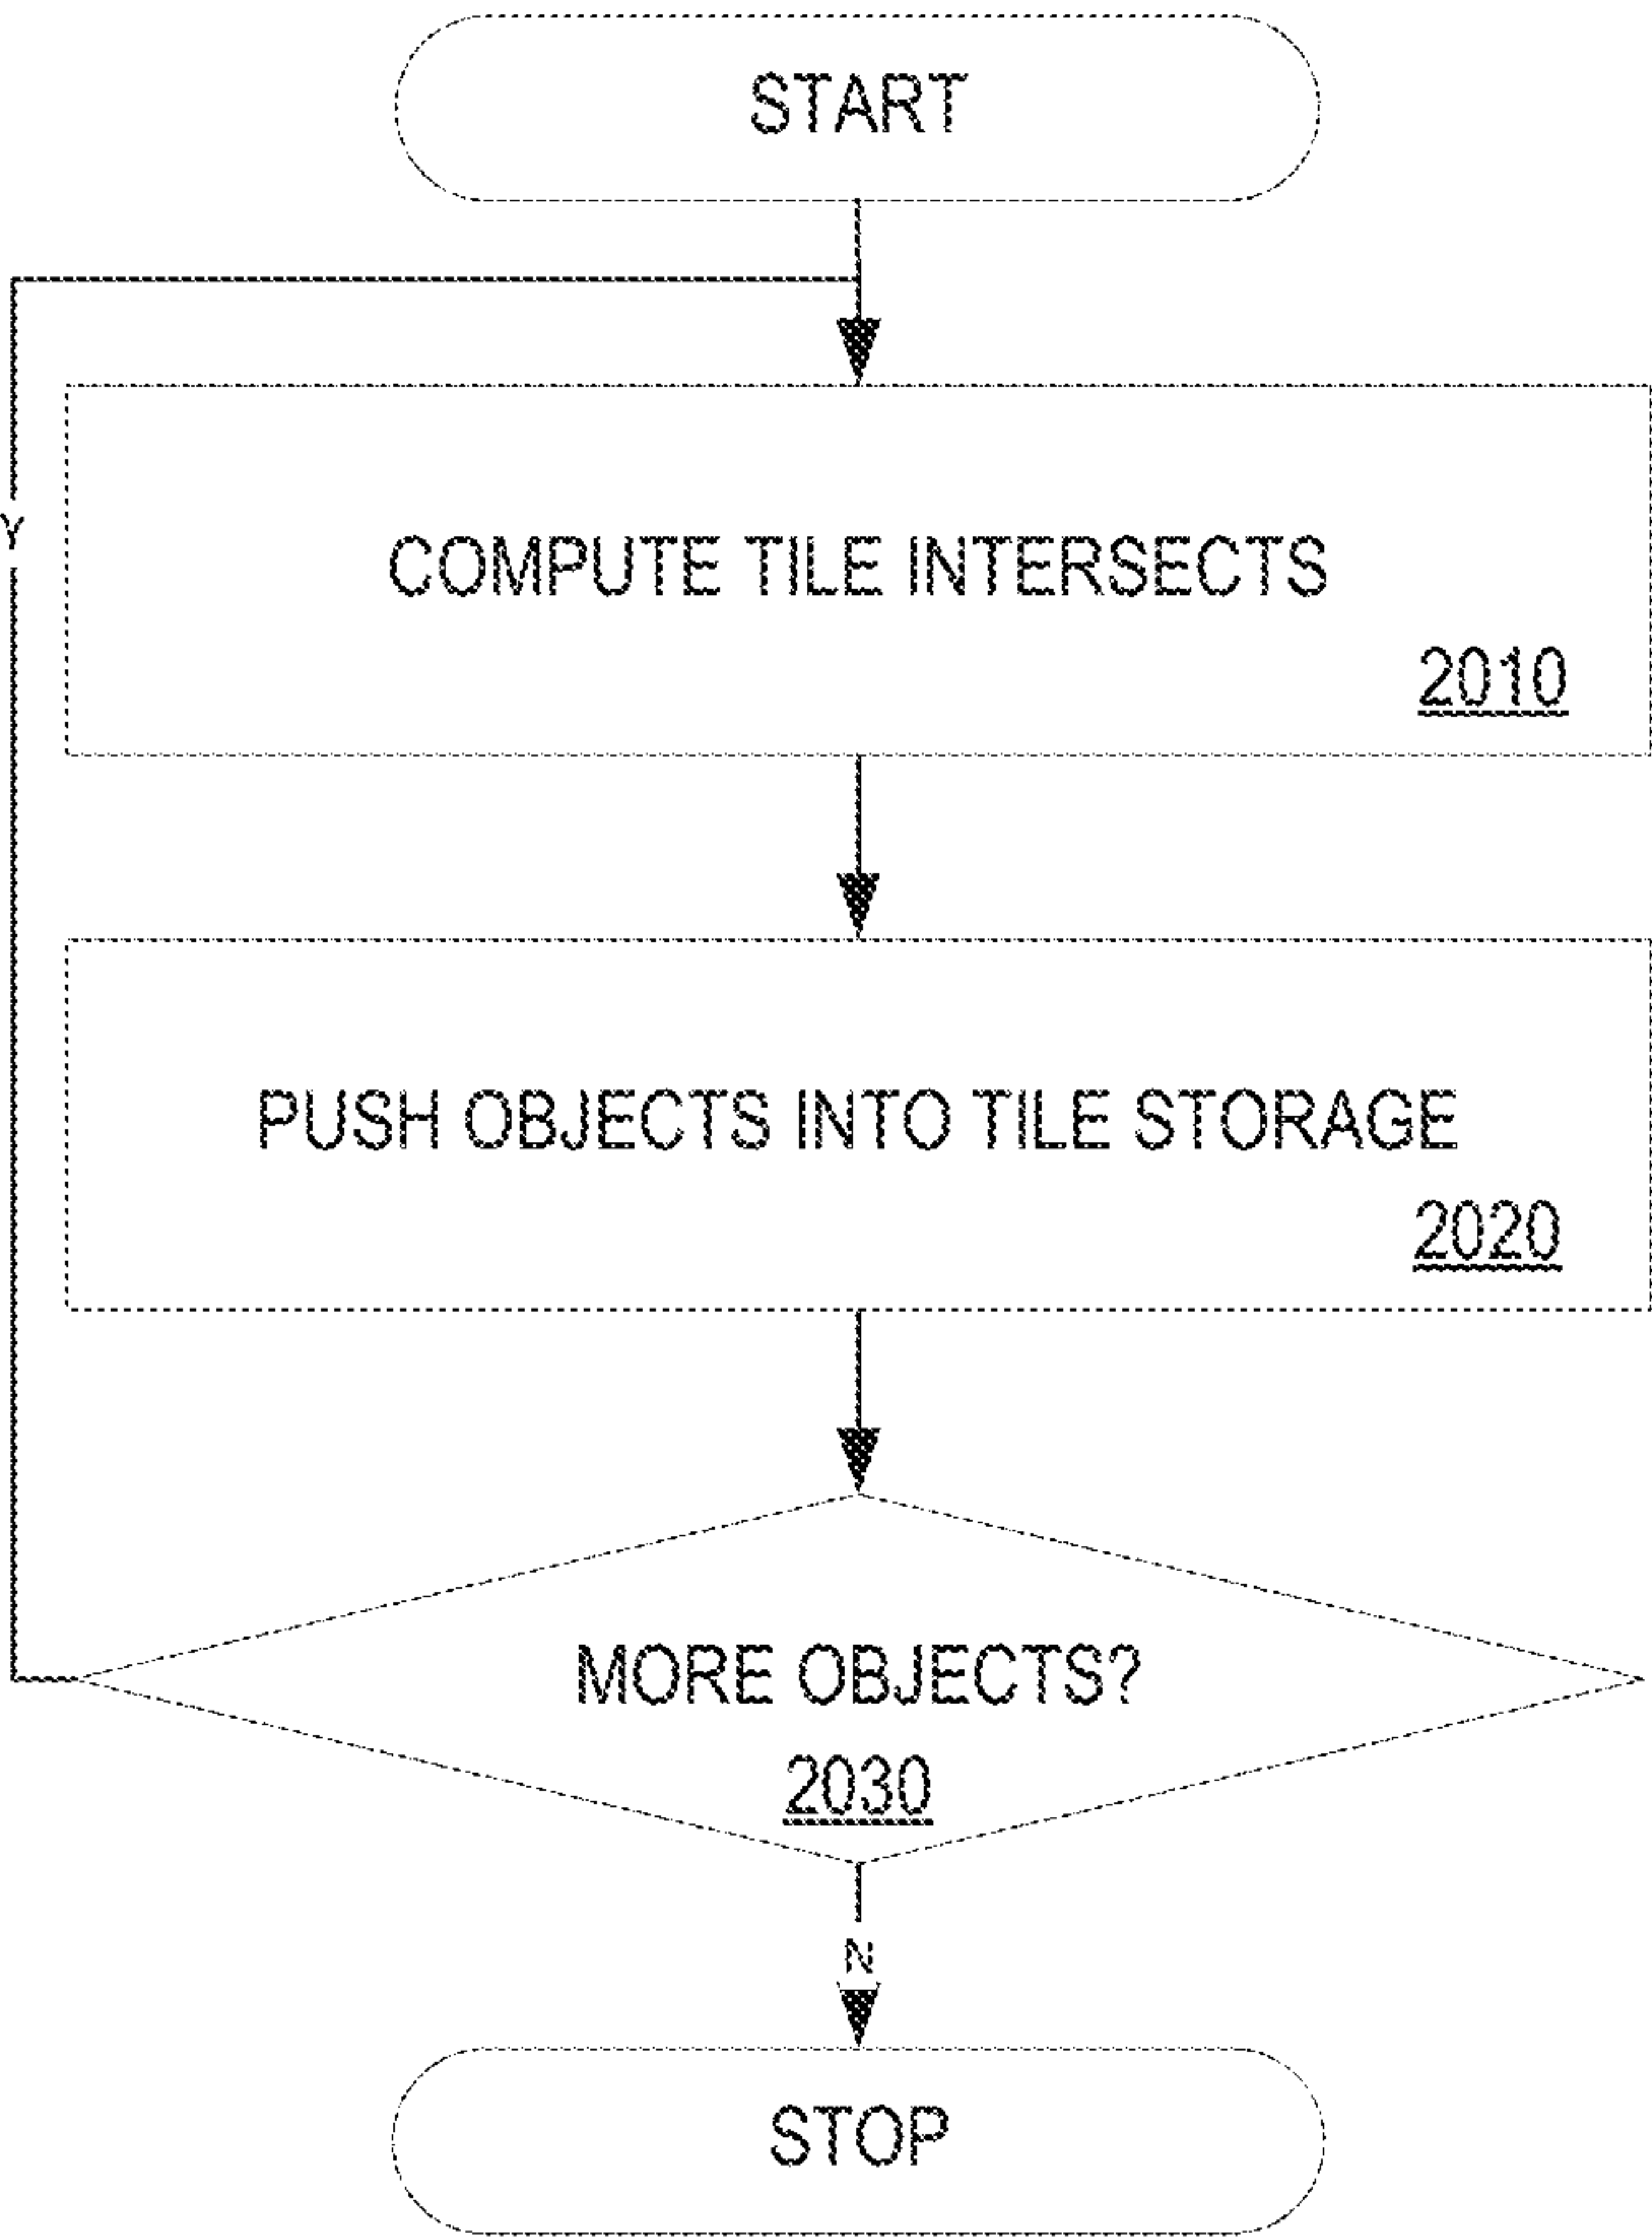 START
Y
COMPUTE TILE INTERSECTS
2010
PUSH OBJECTS INTO TILE STORAGE
2020
MORE OBJECTS?
2030
N
STOP